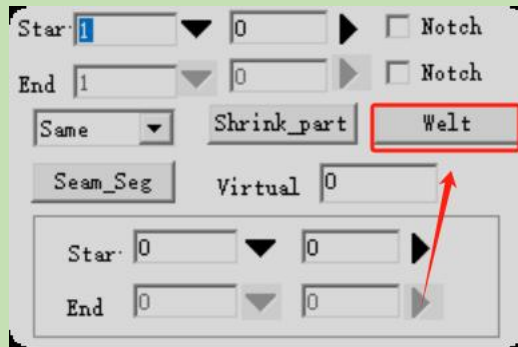 Star 1 0 Notch
End 1 0 Notch
Same Shrink_part Welt
Seam_Seg Virtual 0
Star 0 0
End 0 0